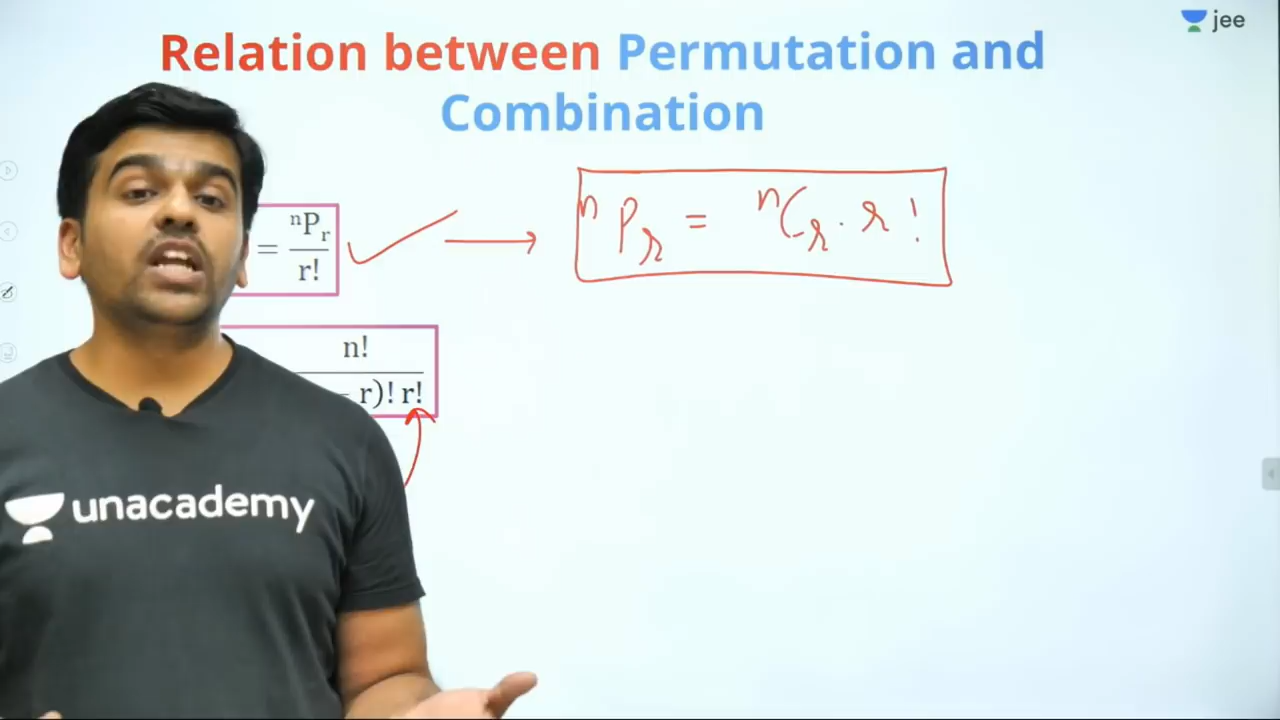 jee
Relation between Permutation and
Combination
= ⁿPᵣ
r!
ⁿPᵣ = ⁿCᵣ . r !
n!
– r)! r!
unacademy